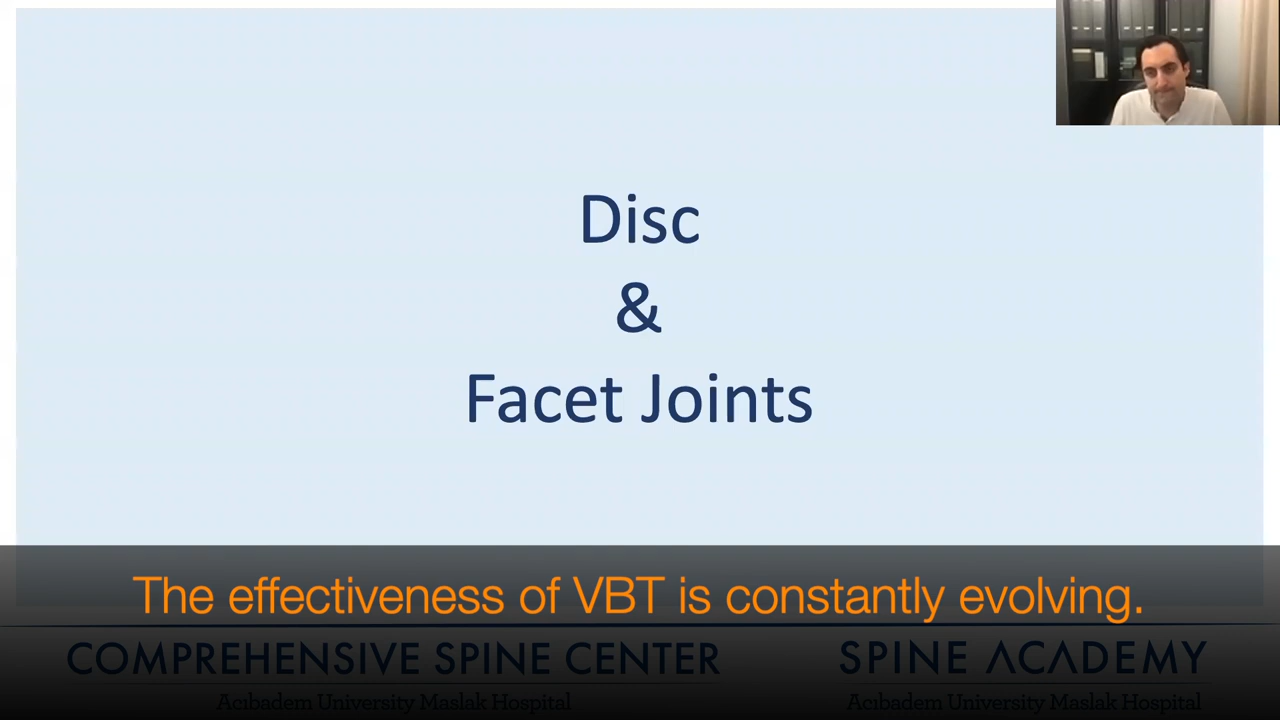 Disc
&
Facet Joints
The effectiveness of VBT is constantly evolving.
COMPREHENSIVE SPINE CENTER
Acıbadem University Maslak Hospital
SPINE ACADEMY
Acıbadem University Maslak Hospital